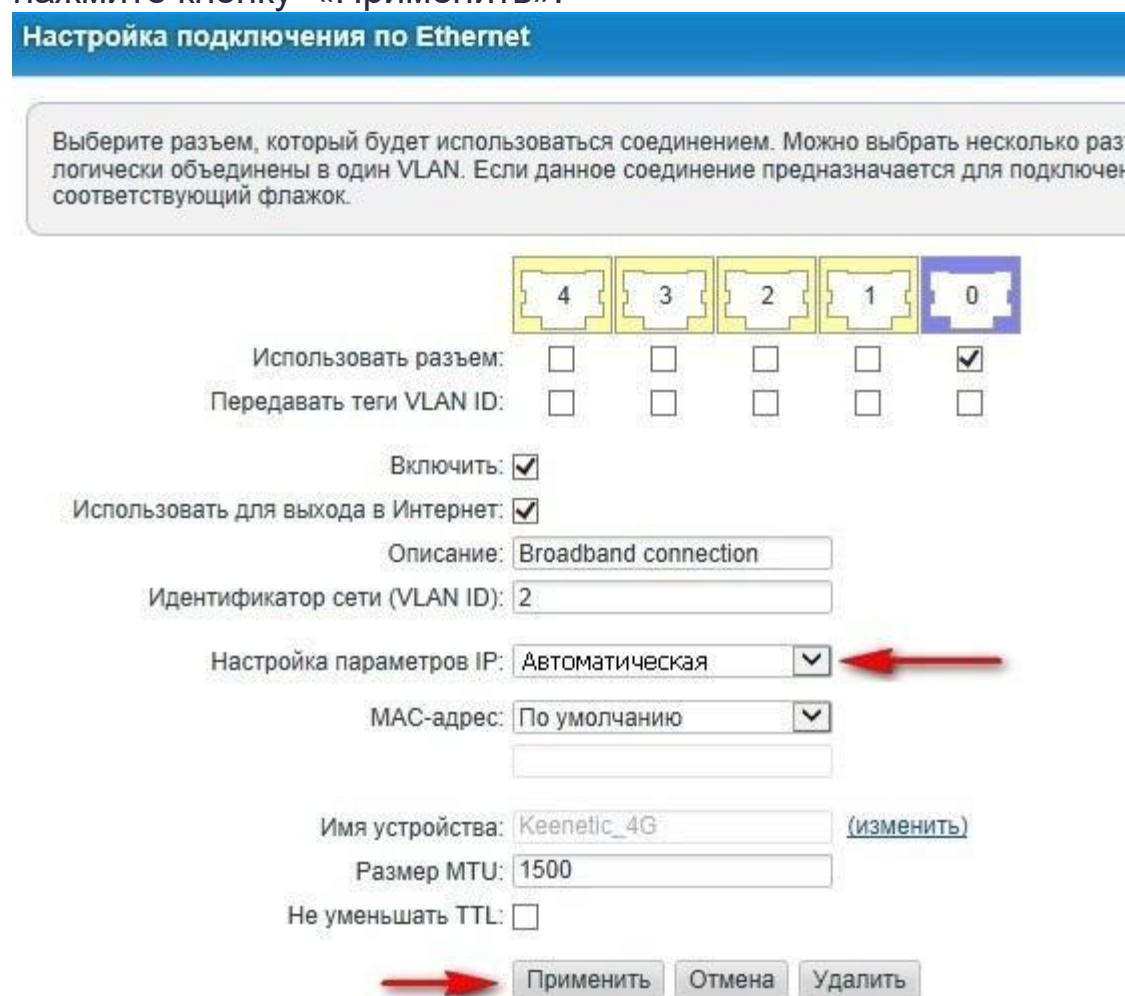 нажмите кнопку «Применить».
Настройка подключения по Ethernet
Выберите разъем, который будет использоваться соединением. Можно выбрать несколько раз
логически объединены в один VLAN. Если данное соединение предназначается для подключен
соответствующий флажок.
4 3 2 1 0
Использовать разъем:
Передавать теги VLAN ID:
Включить:
Использовать для выхода в Интернет:
Описание: Broadband connection
Идентификатор сети (VLAN ID): 2
Настройка параметров IP: Автоматическая
MAC-адрес: По умолчанию
Имя устройства: Keenetic_4G (изменить)
Размер MTU: 1500
Не уменьшать TTL:
Применить Отмена Удалить